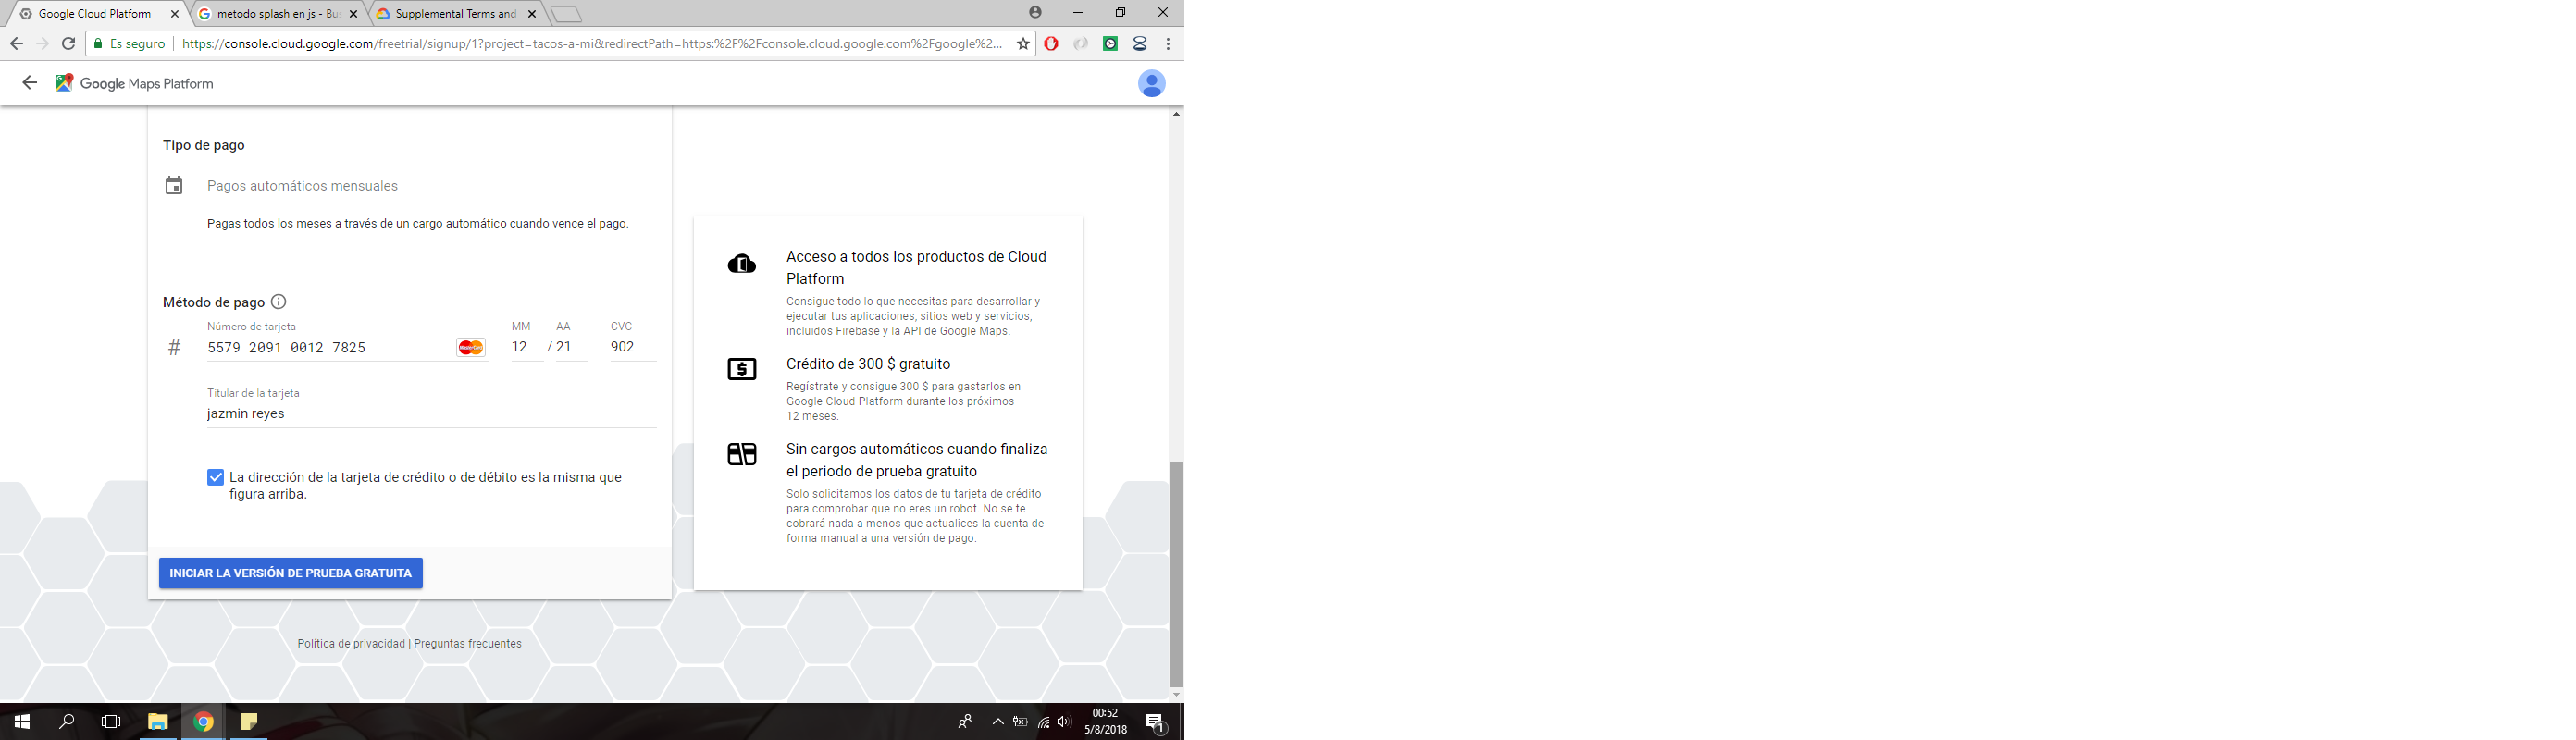 Google Cloud Platform
metodo splash en js - Bu
Supplemental Terms and
Es seguro
https://console.cloud.google.com/freetrial/signup/1?project=tacos-a-mi&redirectPath=https:%2F%2Fconsole.cloud.google.com%2Fgoogle%2...
Google Maps Platform
Tipo de pago
Pagos automáticos mensuales
Pagas todos los meses a través de un cargo automático cuando vence el pago.
Método de pago
Número de tarjeta MM AA CVC
# 5579 2091 0012 7825 MasterCard 12 / 21 902
Titular de la tarjeta
jazmin reyes
La dirección de la tarjeta de crédito o de débito es la misma que
figura arriba.
INICIAR LA VERSIÓN DE PRUEBA GRATUITA
Acceso a todos los productos de Cloud
Platform
Consigue todo lo que necesitas para desarrollar y
ejecutar tus aplicaciones, sitios web y servicios,
incluidos Firebase y la API de Google Maps.
Crédito de 300 $ gratuito
Regístrate y consigue 300 $ para gastarlos en
Google Cloud Platform durante los próximos
12 meses.
Sin cargos automáticos cuando finaliza
el periodo de prueba gratuito
Solo solicitamos los datos de tu tarjeta de crédito
para comprobar que no eres un robot. No se te
cobrará nada a menos que actualices la cuenta de
forma manual a una versión de pago.
Política de privacidad | Preguntas frecuentes
00:52
5/8/2018
1